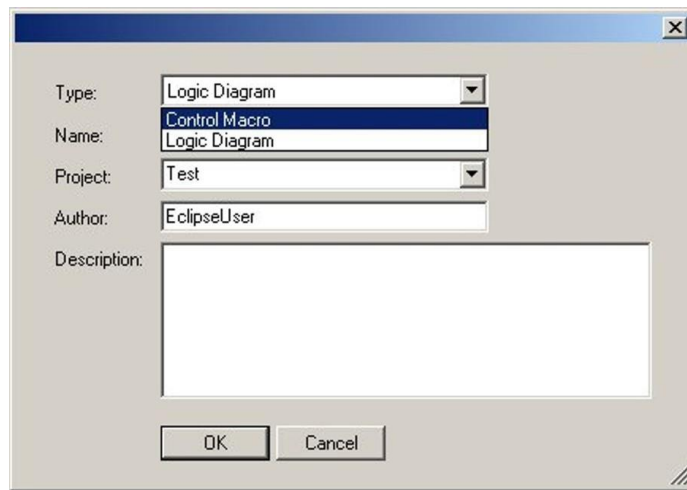 Type: Logic Diagram
Control Macro
Name: Logic Diagram
Project: Test
Author: EclipseUser
Description:
OK Cancel